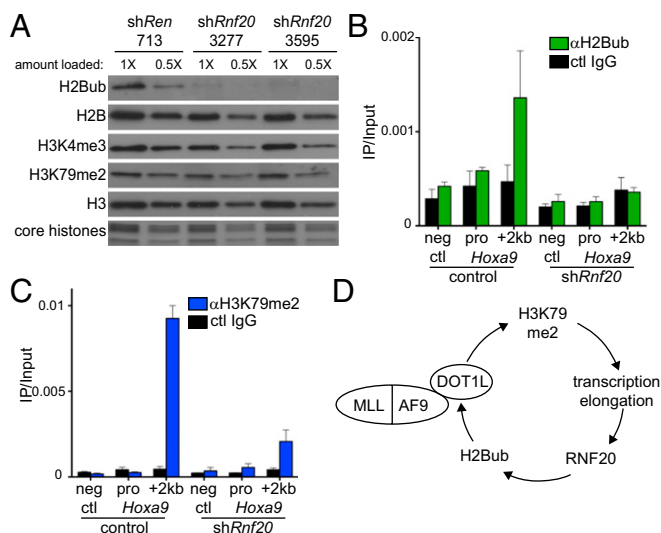 A
shRen shRnf20 shRnf20
713 3277 3595
amount loaded: 1X 0.5X 1X 0.5X 1X 0.5X
H2Bub
H2B
H3K4me3
H3K79me2
H3
core histones
B
0.002
αH2Bub
ctl IgG
IP/Input
0.001
0
neg pro +2kb neg pro +2kb
ctl Hoxa9 ctl Hoxa9
control shRnf20
C
0.01
αH3K79me2
ctl IgG
IP/Input
0.005
0
neg pro +2kb neg pro +2kb
ctl Hoxa9 ctl Hoxa9
control shRnf20
D
H3K79
me2
DOT1L
MLL AF9
transcription
elongation
H2Bub
RNF20